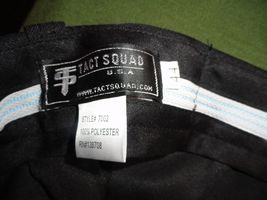 TACT SQUAD
U.S.A
WWW.TACTSQUAD.COM
STYLE# 7002
100% POLYESTER
RN#138708